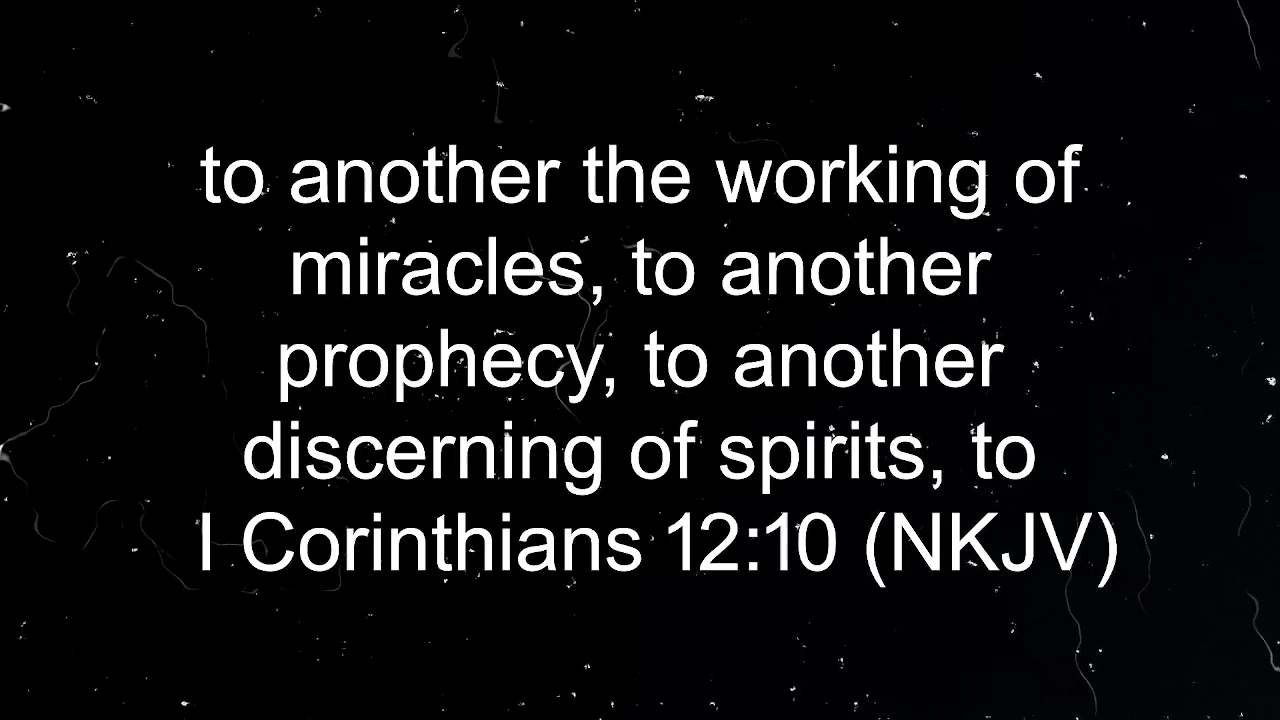 to another the working of
miracles, to another
prophecy, to another
discerning of spirits, to
I Corinthians 12:10 (NKJV)